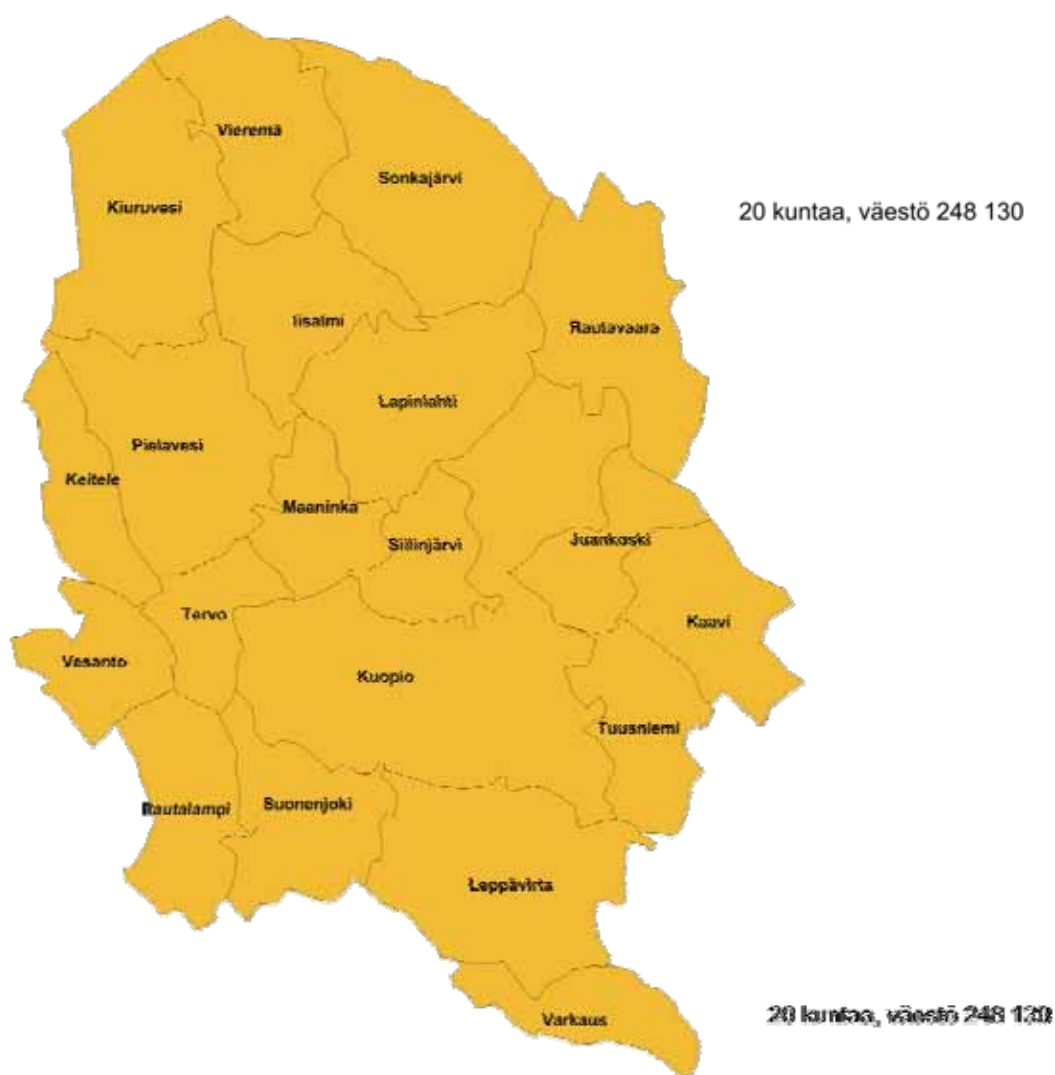 Vieremä
Sonkajärvi
Kiuruvesi
20 kuntaa, väestö 248 130
Iisalmi
Rautavaara
Lapinlahti
Pielavesi
Keitele
Maaninka
Siilinjärvi
Juankoski
Tervo
Kaavi
Vesanto
Kuopio
Tuusniemi
Rautalampi
Suonenjoki
Leppävirta
Varkaus
20 kuntaa, väestö 248 130